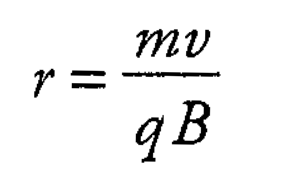 r = mv / qB